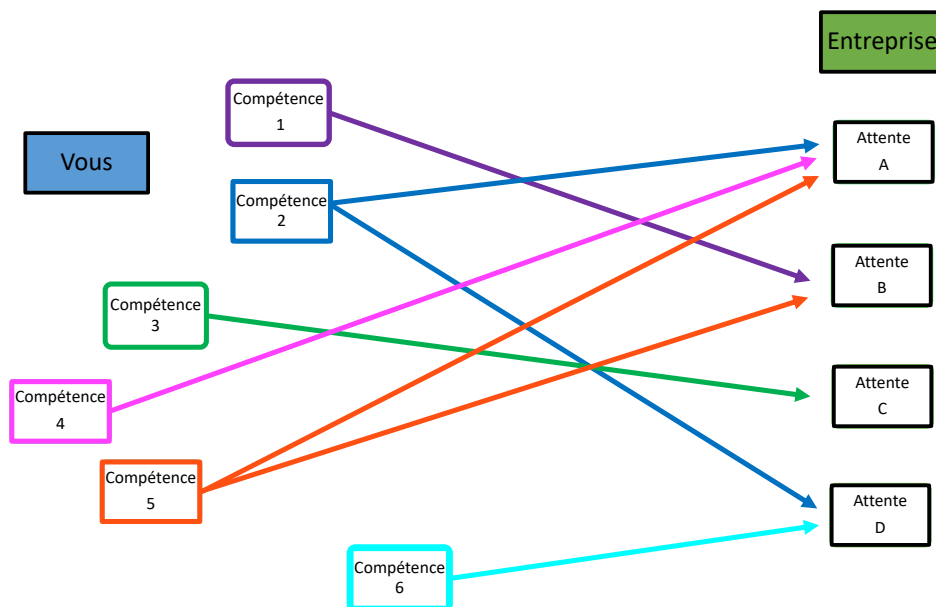 Entreprise
Compétence
1
Vous
Attente
A
Compétence
2
Attente
B
Compétence
3
Compétence
4
Attente
C
Compétence
5
Attente
D
Compétence
6